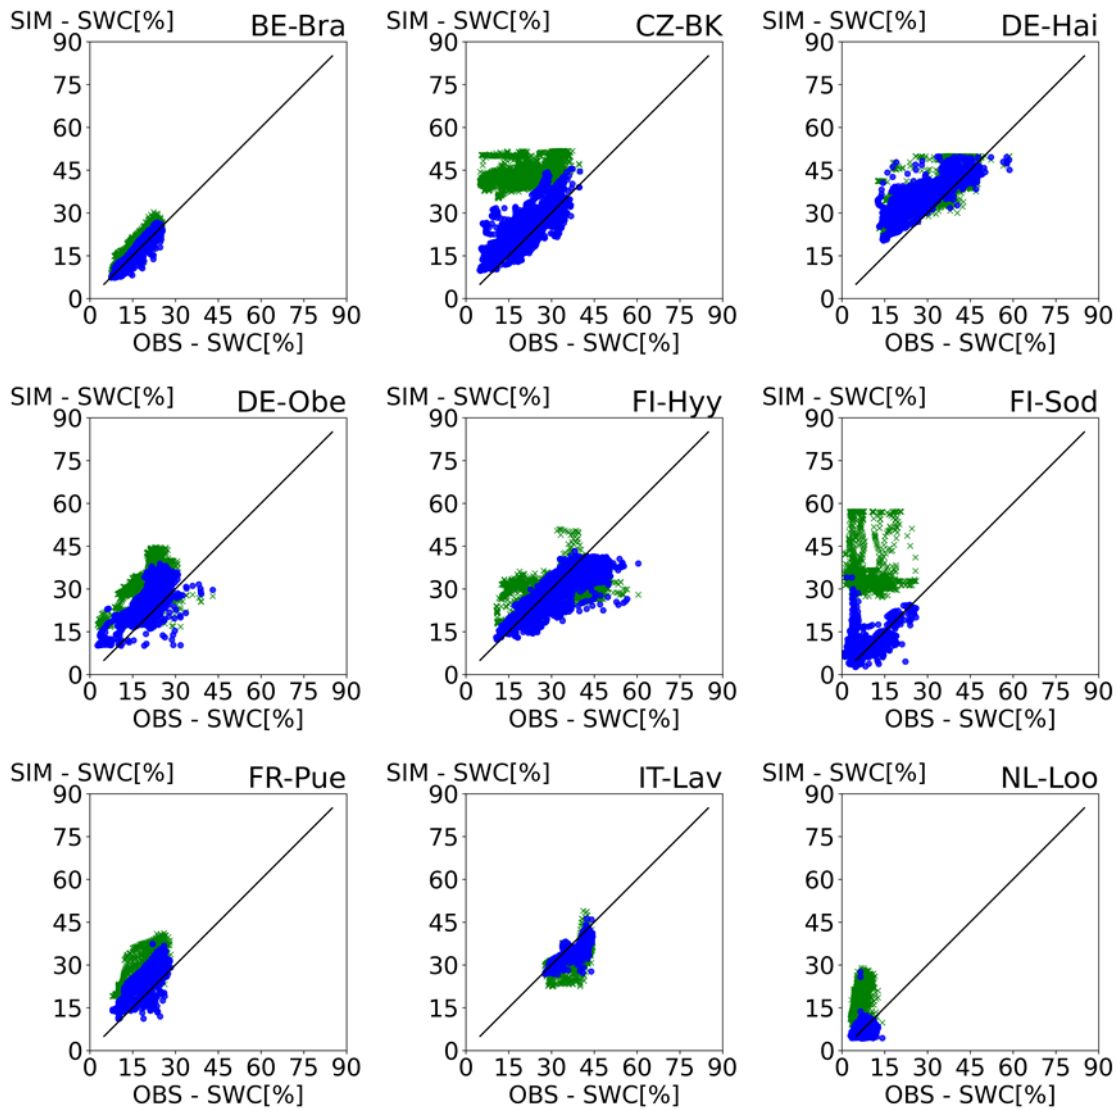 SIM - SWC[%] BE-Bra
90
75
60
45
30
15
0
0 15 30 45 60 75 90
OBS - SWC[%]
SIM - SWC[%] CZ-BK
90
75
60
45
30
15
0
0 15 30 45 60 75 90
OBS - SWC[%]
SIM - SWC[%] DE-Hai
90
75
60
45
30
15
0
0 15 30 45 60 75 90
OBS - SWC[%]
SIM - SWC[%] DE-Obe
90
75
60
45
30
15
0
0 15 30 45 60 75 90
OBS - SWC[%]
SIM - SWC[%] FI-Hyy
90
75
60
45
30
15
0
0 15 30 45 60 75 90
OBS - SWC[%]
SIM - SWC[%] FI-Sod
90
75
60
45
30
15
0
0 15 30 45 60 75 90
OBS - SWC[%]
SIM - SWC[%] FR-Pue
90
75
60
45
30
15
0
0 15 30 45 60 75 90
OBS - SWC[%]
SIM - SWC[%] IT-Lav
90
75
60
45
30
15
0
0 15 30 45 60 75 90
OBS - SWC[%]
SIM - SWC[%] NL-Loo
90
75
60
45
30
15
0
0 15 30 45 60 75 90
OBS - SWC[%]